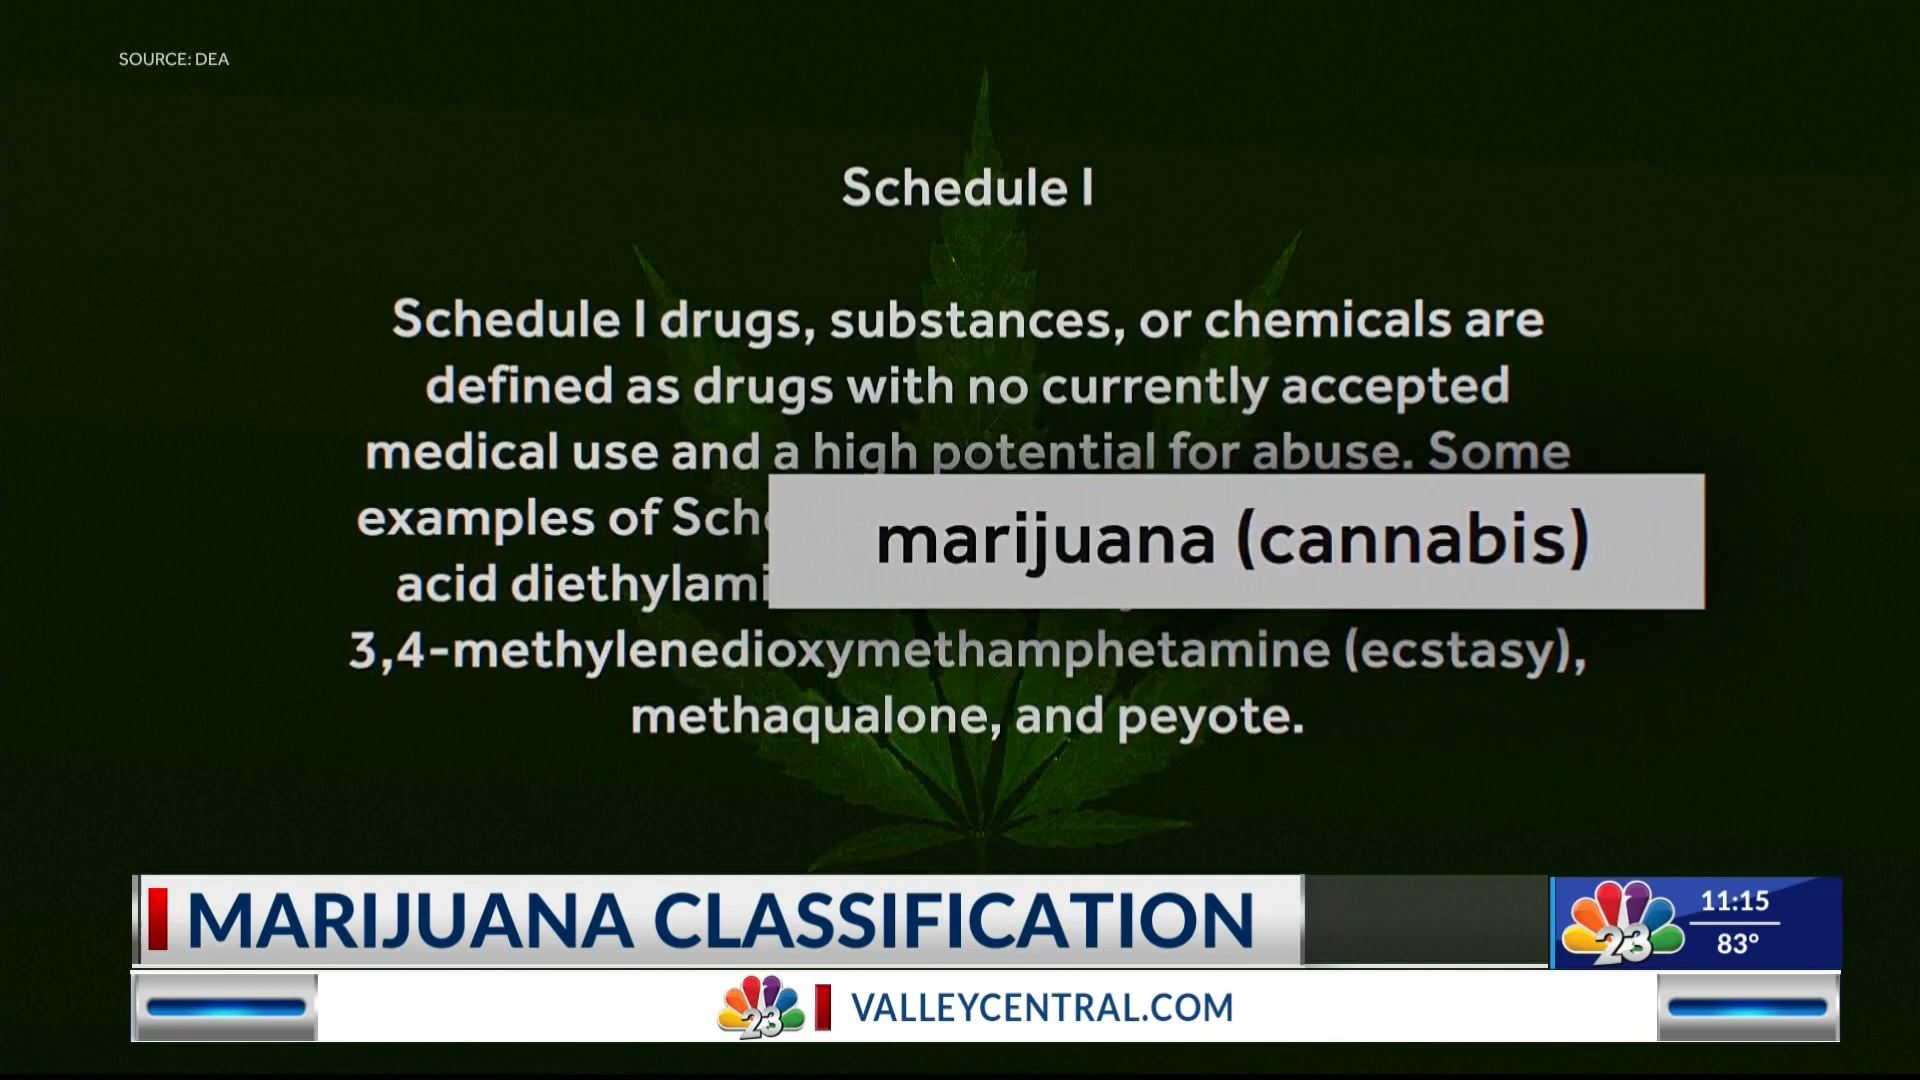 SOURCE: DEA
Schedule I
Schedule I drugs, substances, or chemicals are
defined as drugs with no currently accepted
medical use and a high potential for abuse. Some
examples of Sch
marijuana (cannabis)
acid diethylami
3,4-methylenedioxymethamphetamine (ecstasy),
methaqualone, and peyote.
MARIJUANA CLASSIFICATION
23
11:15
83°
23
VALLEYCENTRAL.COM